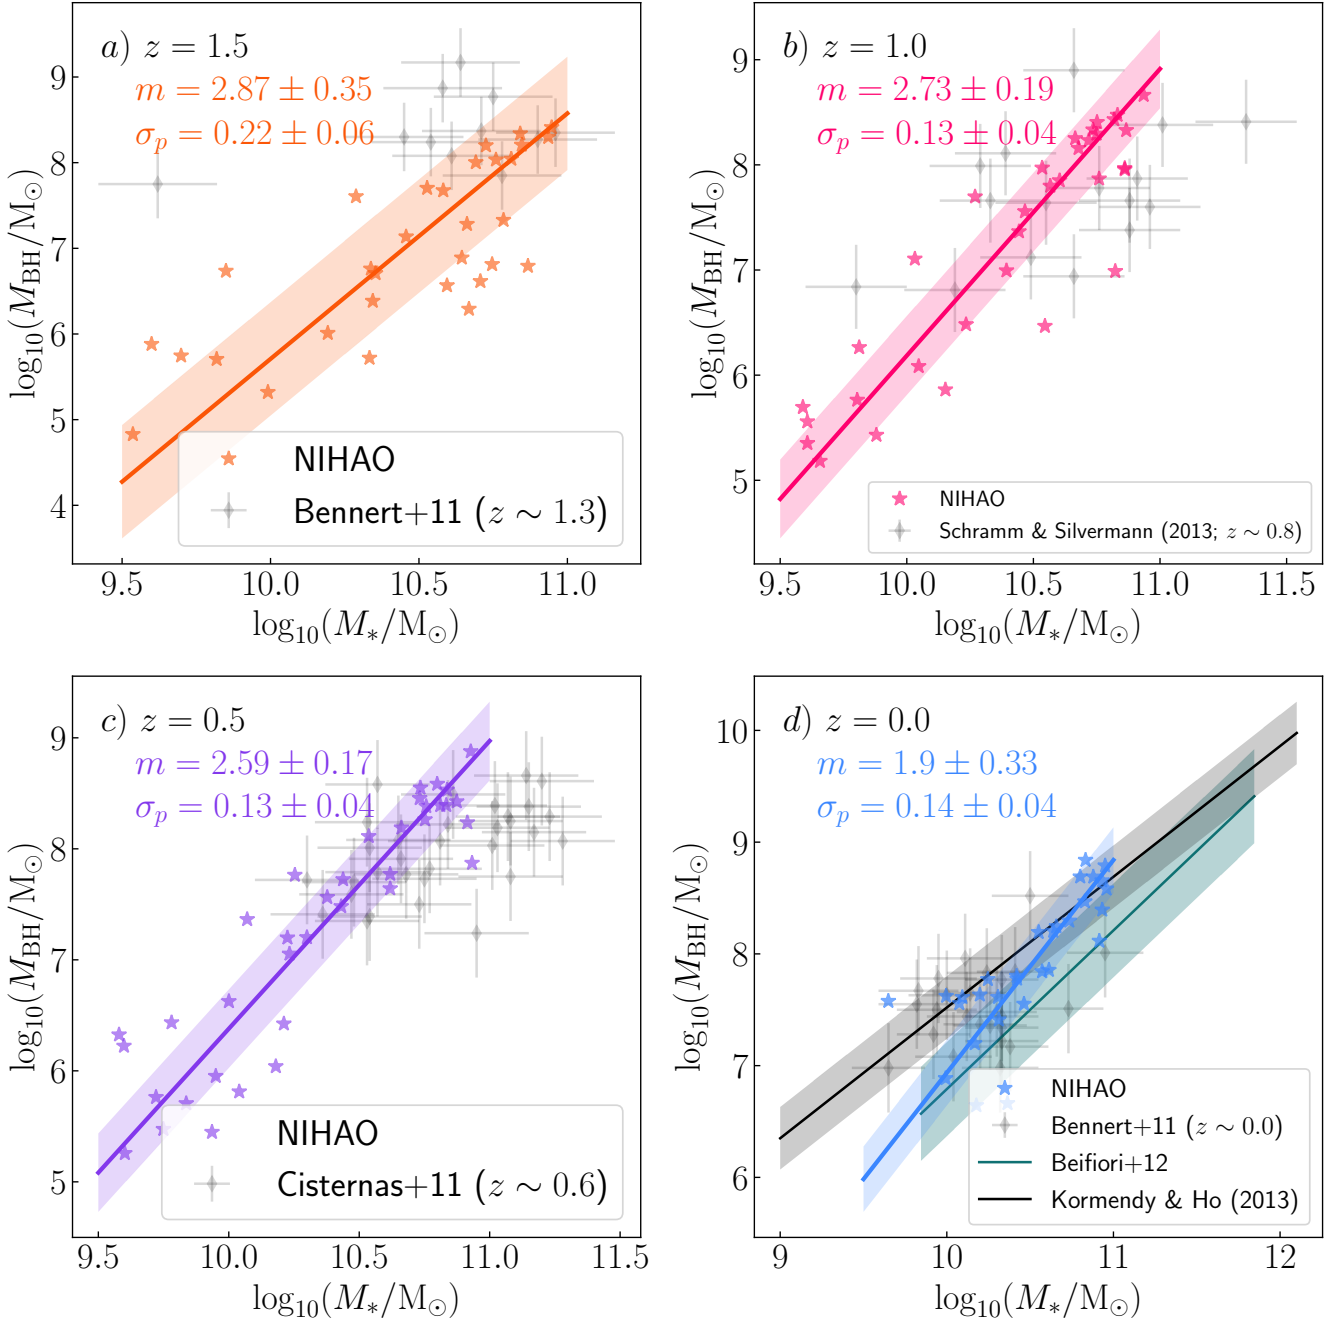 a) z = 1.5
m = 2.87 ± 0.35
σₚ = 0.22 ± 0.06
9
8
7
6
5
4
log₁₀(M_BH/M☉)
NIHAO
Bennert+11 (z ∼ 1.3)
9.5 10.0 10.5 11.0
log₁₀(M∗/M☉)
b) z = 1.0
m = 2.73 ± 0.19
σₚ = 0.13 ± 0.04
9
8
7
6
5
log₁₀(M_BH/M☉)
NIHAO
Schramm & Silvermann (2013; z ∼ 0.8)
9.5 10.0 10.5 11.0 11.5
log₁₀(M∗/M☉)
c) z = 0.5
m = 2.59 ± 0.17
σₚ = 0.13 ± 0.04
9
8
7
6
5
log₁₀(M_BH/M☉)
NIHAO
Cisternas+11 (z ∼ 0.6)
9.5 10.0 10.5 11.0 11.5
log₁₀(M∗/M☉)
d) z = 0.0
m = 1.9 ± 0.33
σₚ = 0.14 ± 0.04
10
9
8
7
6
log₁₀(M_BH/M☉)
NIHAO
Bennert+11 (z ∼ 0.0)
Beifiori+12
Kormendy & Ho (2013)
9 10 11 12
log₁₀(M∗/M☉)